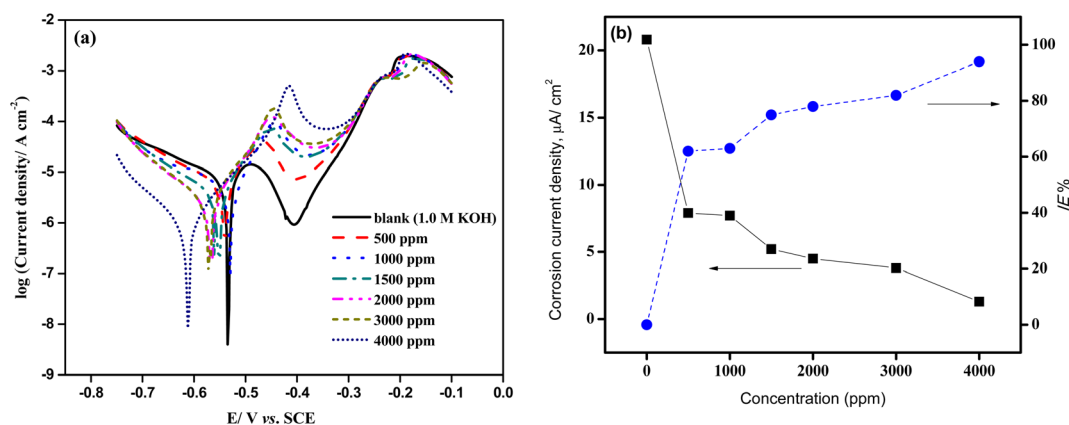 (a)
log (Current density/ A cm⁻²)
-2
-3
-4
-5
-6
-7
-8
-9
blank (1.0 M KOH)
500 ppm
1000 ppm
1500 ppm
2000 ppm
3000 ppm
4000 ppm
-0.8 -0.7 -0.6 -0.5 -0.4 -0.3 -0.2 -0.1 0.0
E/ V vs. SCE
(b)
Corrosion current density, μA/ cm²
20
15
10
5
0
100
80
60
40
20
0
IE%
0 1000 2000 3000 4000
Concentration (ppm)